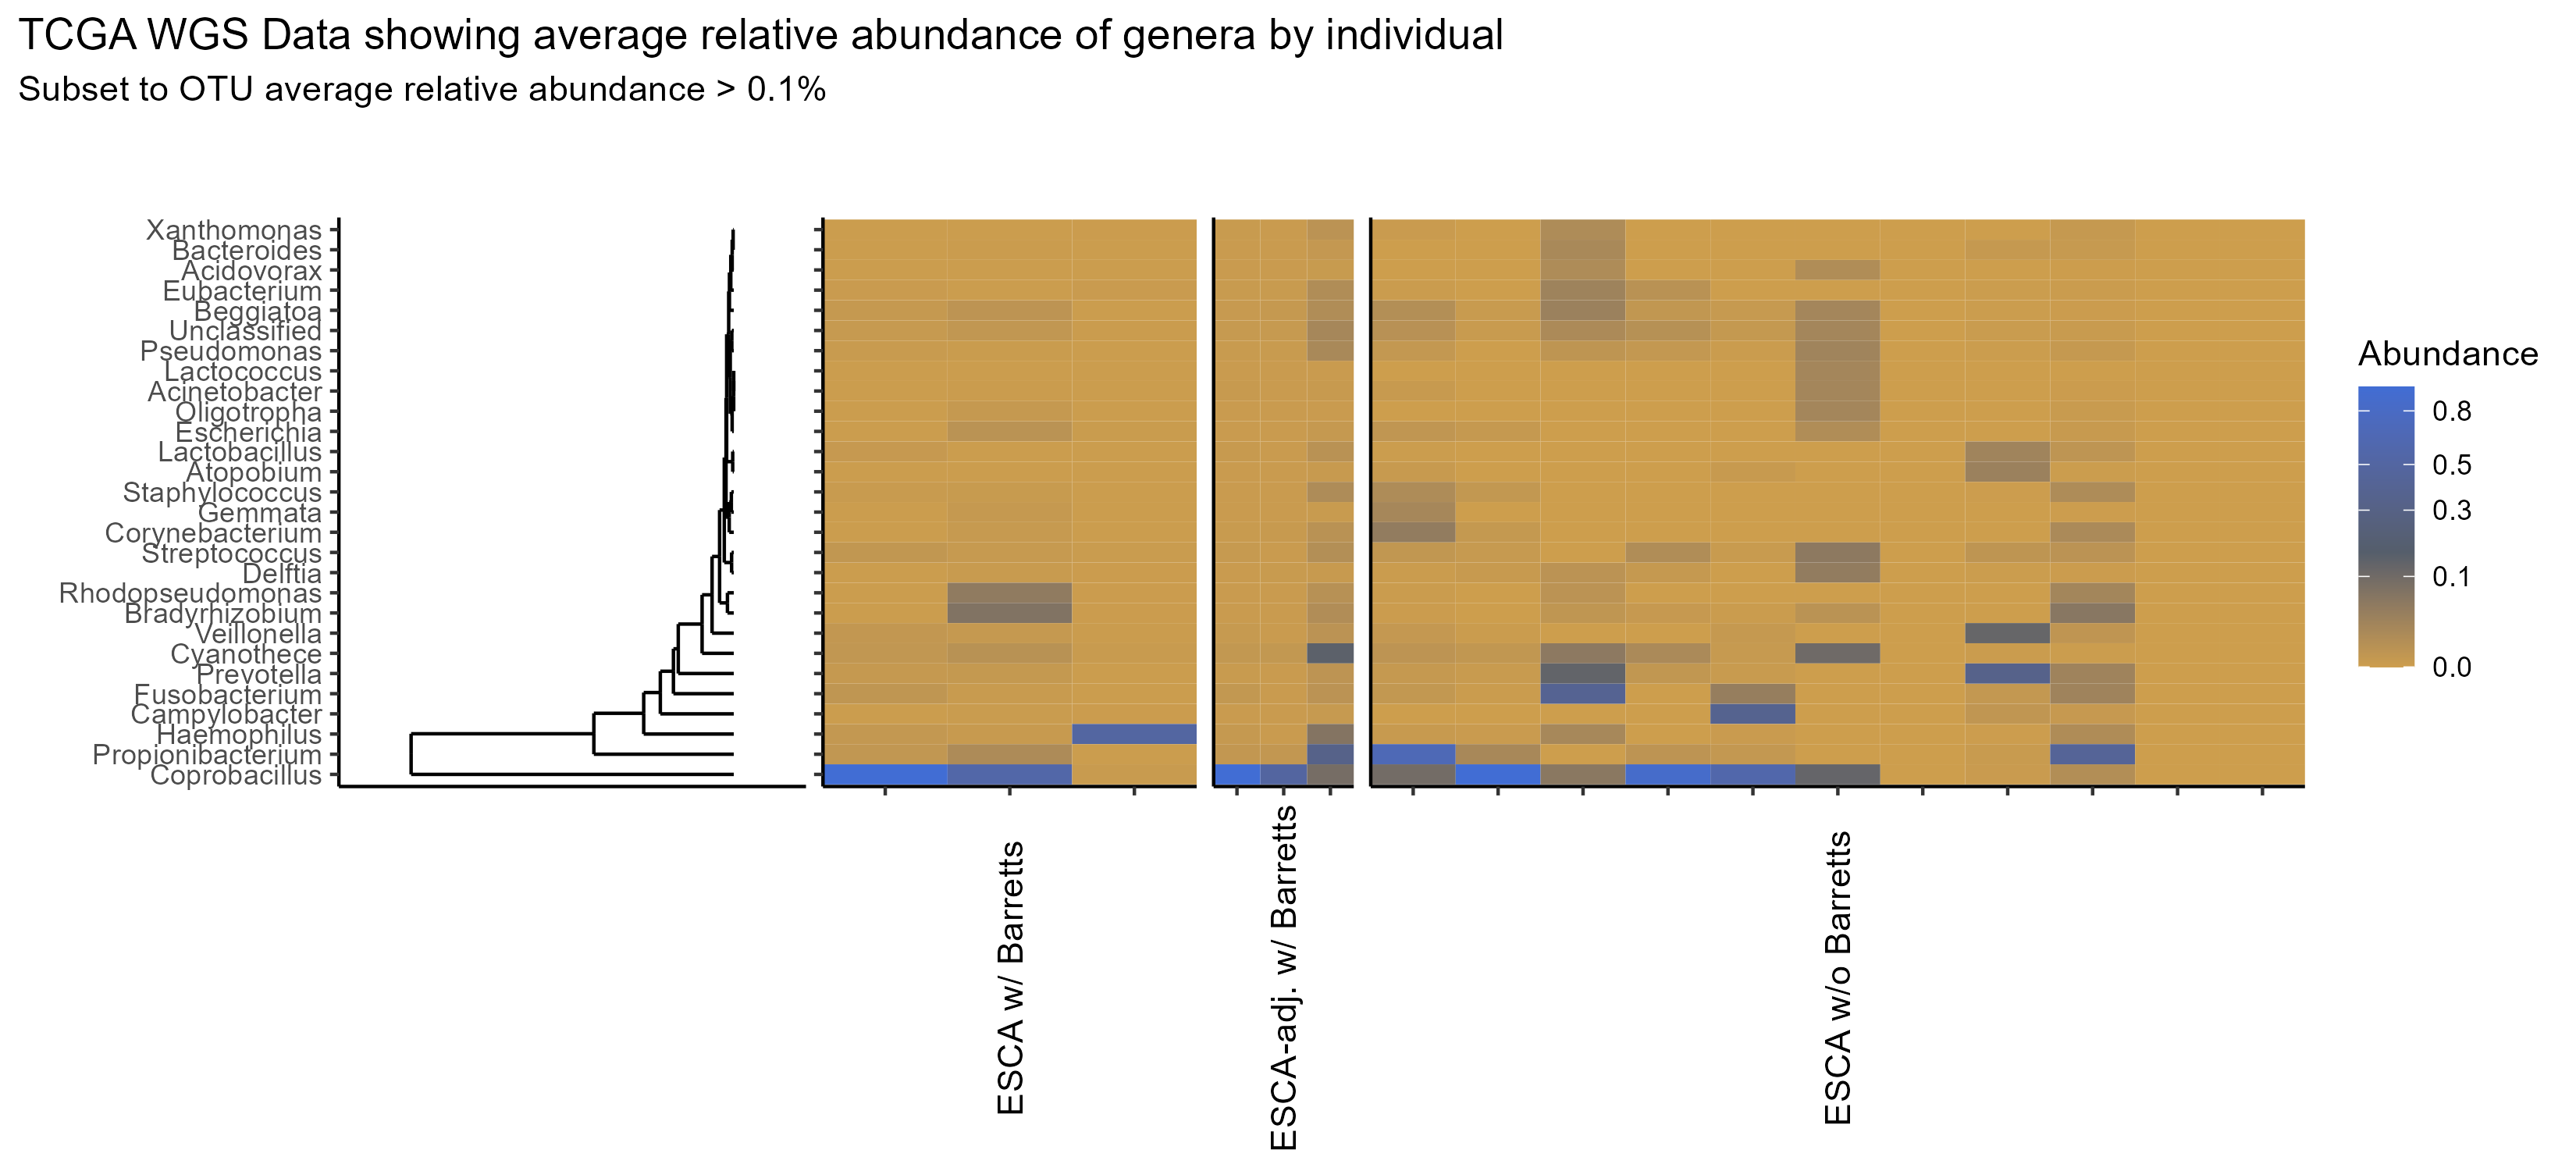 TCGA WGS Data showing average relative abundance of genera by individual
Subset to OTU average relative abundance > 0.1%
Xanthomonas
Bacteroides
Acidovorax
Eubacterium
Beggiatoa
Unclassified
Pseudomonas
Lactococcus
Acinetobacter
Oligotropha
Escherichia
Lactobacillus
Atopobium
Staphylococcus
Gemmata
Corynebacterium
Streptococcus
Delftia
Rhodopseudomonas
Bradyrhizobium
Veillonella
Cyanothece
Prevotella
Fusobacterium
Campylobacter
Haemophilus
Propionibacterium
Coprobacillus
ESCA w/ Barretts
ESCA-adj. w/ Barretts
ESCA w/o Barretts
Abundance
0.8
0.5
0.3
0.1
0.0